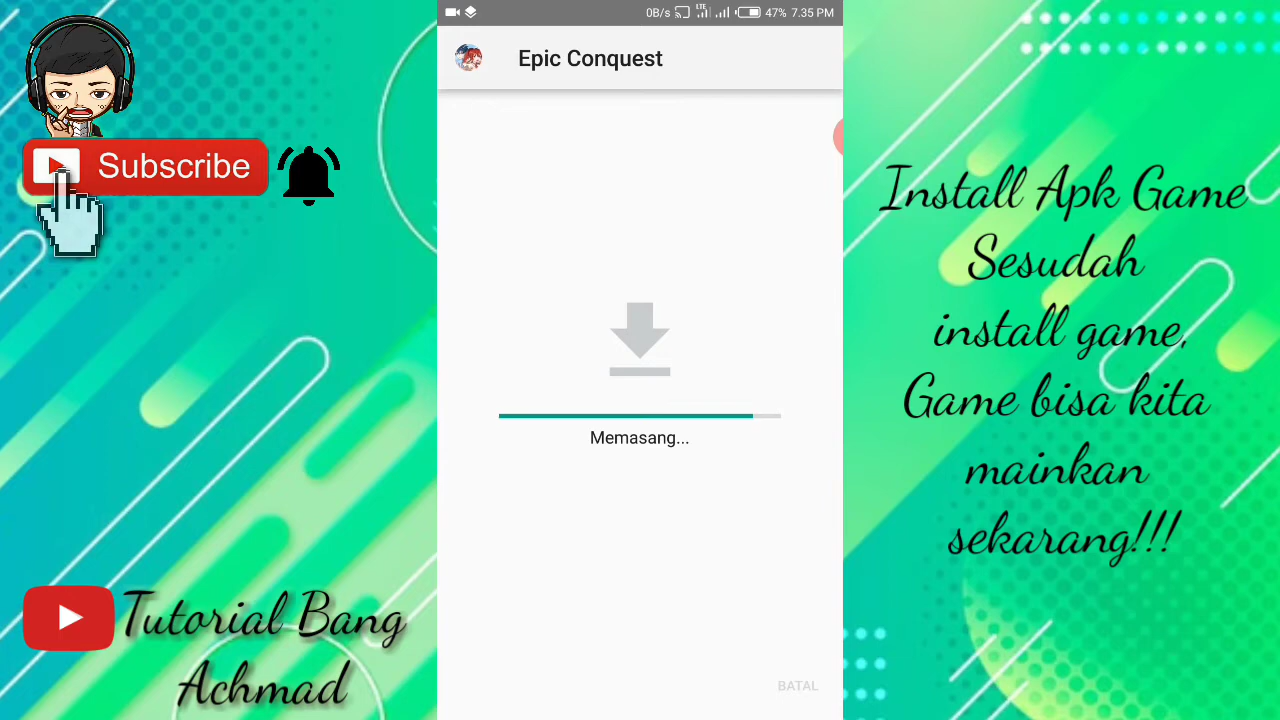 0B/s LTE 47% 7.35 PM
Epic Conquest
Subscribe
Memasang...
BATAL
Install Apk Game
Sesudah
install game,
Game bisa kita
mainkan
sekarang!!!
Tutorial Bang
Achmad